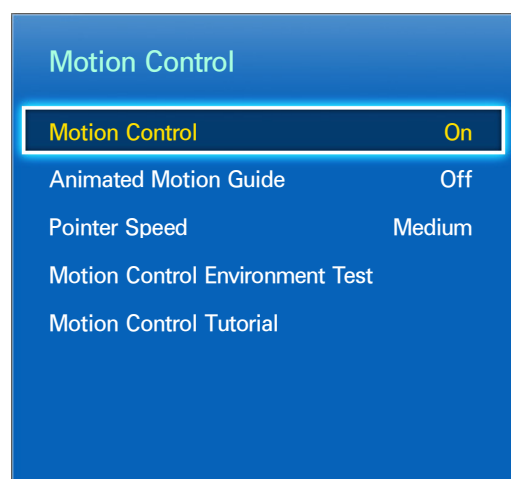 Motion Control
Motion Control On
Animated Motion Guide Off
Pointer Speed Medium
Motion Control Environment Test
Motion Control Tutorial